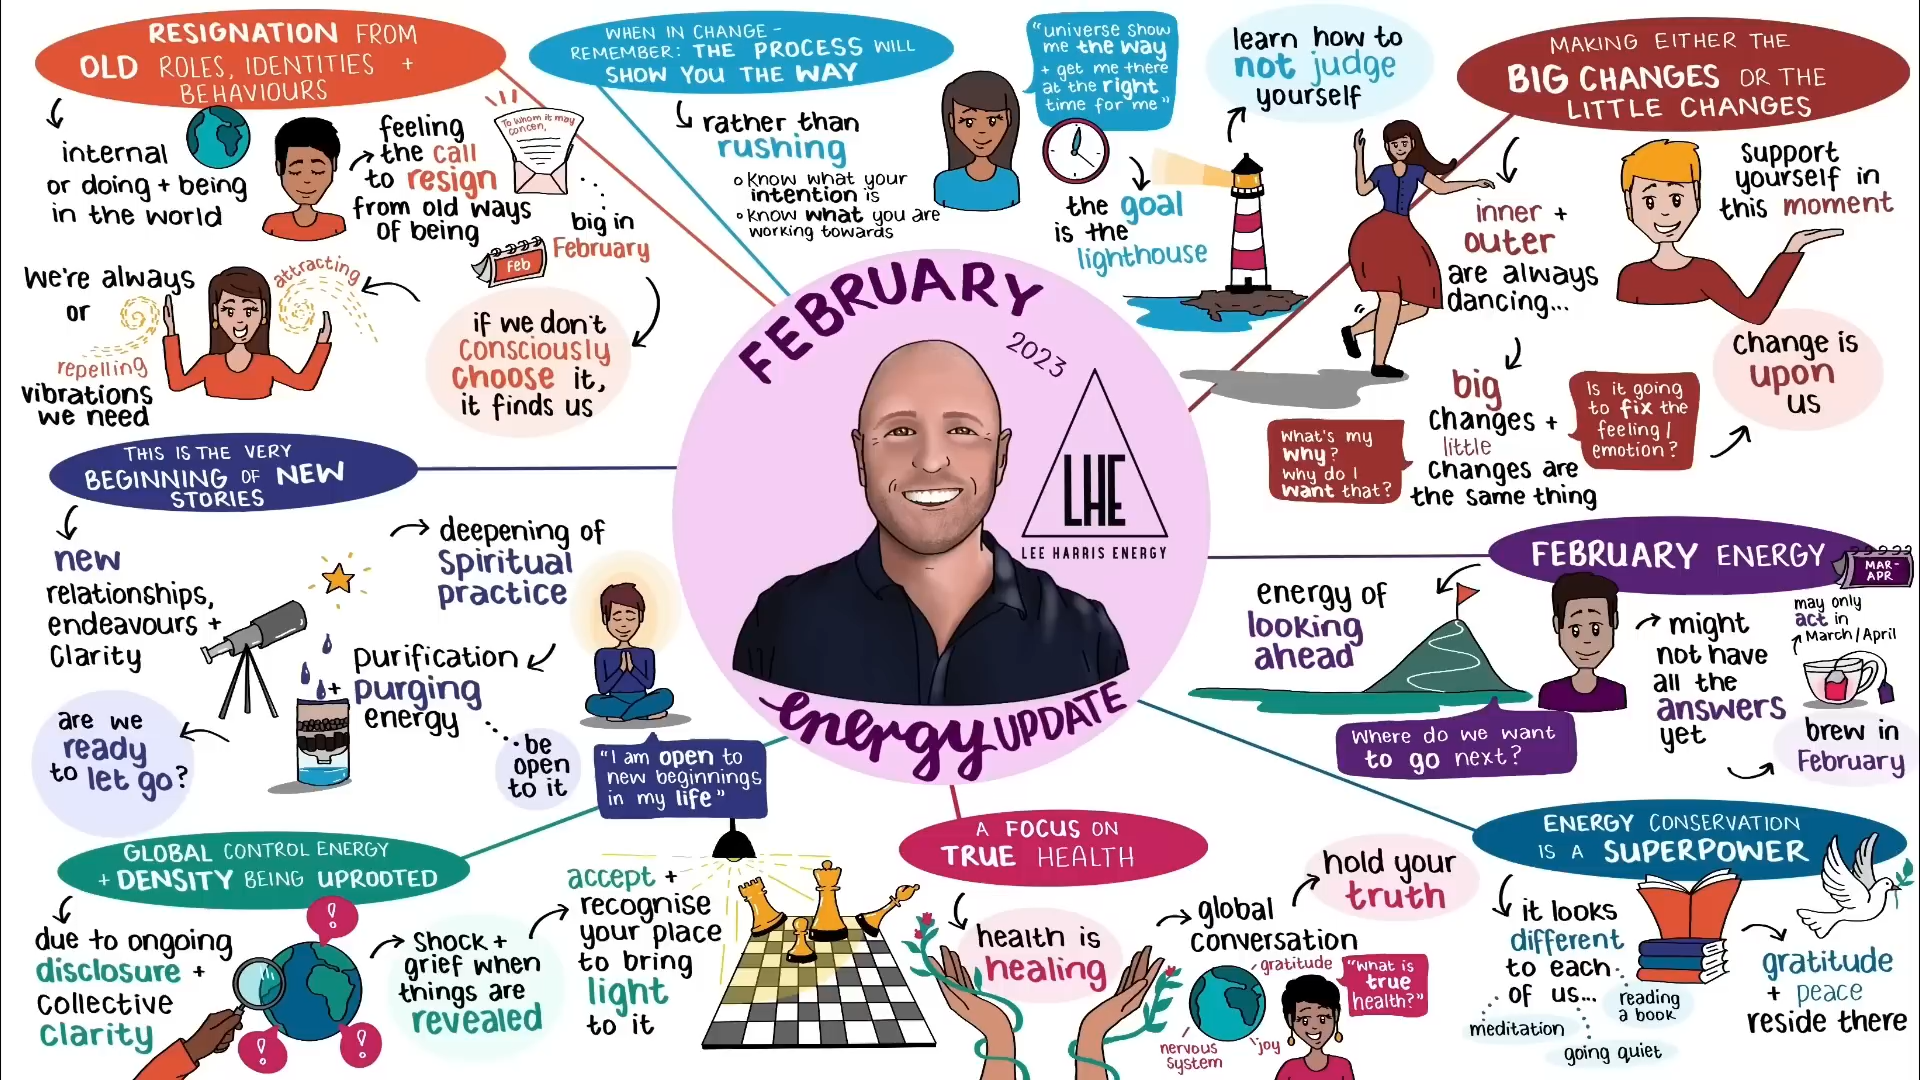 RESIGNATION FROM
OLD ROLES, IDENTITIES +
BEHAVIOURS
internal
or doing + being
in the world
feeling
the call
to resign
from old ways
of being
To whom it may
concen,
big in
February
Feb
if we don't
consciously
choose it,
it finds us
attracting
We're always
or
repelling
vibrations
we need
WHEN IN CHANGE -
REMEMBER: THE PROCESS WILL
SHOW YOU THE WAY
rather than
rushing
Know what your
intention is
Know what you are
working towards
"universe show
me the way
+ get me there
at the right
time for me"
the goal
is the
lighthouse
learn how to
not judge
yourself
MAKING EITHER THE
BIG CHANGES OR THE
LITTLE CHANGES
inner +
outer
are always
dancing...
big
changes +
little
changes are
the same thing
What's my
why?
Why do I
want that?
Is it going
to fix the
feeling /
emotion?
change is
upon
us
support
yourself in
this moment
FEBRUARY
2023
LHE
LEE HARRIS ENERGY
energy UPDATE
THIS IS THE VERY
BEGINNING OF NEW
STORIES
new
relationships,
endeavours +
Clarity
deepening of
Spiritual
practice
purification
+ purging
energy
be
open
to it
are we
ready
to let go?
"I am open to
new beginnings
in my life"
FEBRUARY ENERGY
MAR-
APR
energy of
looking
ahead
Where do we want
to go next?
might
not have
all the
answers
yet
brew in
February
may only
act in
March/April
GLOBAL CONTROL ENERGY
+ DENSITY BEING UPROOTED
due to ongoing
disclosure +
collective
clarity
!
!
!
Shock +
grief when
things are
revealed
accept +
recognise
your place
to bring
light
to it
A FOCUS ON
TRUE HEALTH
health is
healing
global
conversation
gratitude
nervous
system
joy
"What is
true
health?"
hold your
truth
ENERGY CONSERVATION
IS A SUPERPOWER
it looks
different
to each
of us...
meditation
reading
a book
going quiet
gratitude
+ peace
reside there